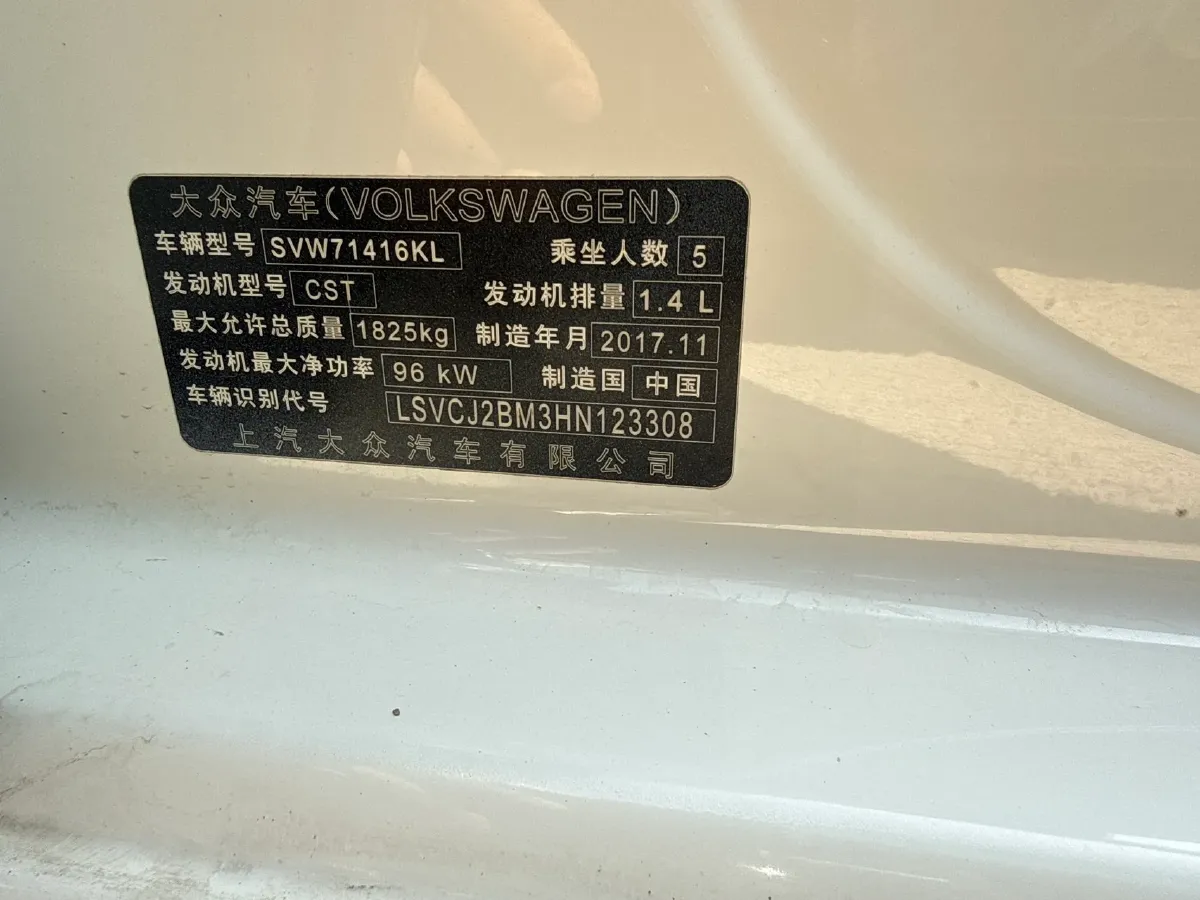 大众汽车(VOLKSWAGEN)
车辆型号 SVW71416KL 乘坐人数 5
发动机型号 CST 发动机排量 1.4 L
最大允许总质量 1825kg 制造年月 2017.11
发动机最大净功率 96 kW 制造国 中国
车辆识别代号 LSVCJ2BM3HN123308
上汽大众汽车有限公司